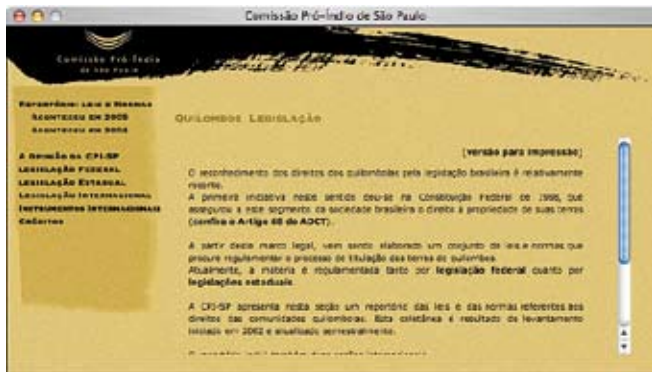 Comissão Pró-Índio de São Paulo
Comissão Pró-Índio
de São Paulo
Repertório: Leis e Normas
Aconteceu em 2005
Aconteceu em
A Opinião da CPI-SP
Legislação Federal
Legislação Estadual
Legislação Internacional
Instrumentos Internacionais
Créditos
Quilombos Legislação
[versão para impressão]
O reconhecimento dos direitos dos quilombolas pela legislação brasileira é relativamente
recente.
A primeira iniciativa neste sentido deu-se na Constituição Federal de 1988, que
assegurou a este segmento da sociedade brasileira o direito à propriedade de suas terras
(confira o Artigo 68 do ADCT).
A partir deste marco legal, vem sendo elaborado um conjunto de leis e normas que
procura regulamentar o processo de titulação das terras de quilombos.
Atualmente, a matéria é regulamentada tanto por legislação federal quanto por
legislações estaduais.
A CPI-SP apresenta nesta seção um repertório das leis e das normas referentes aos
direitos das comunidades quilombolas. Esta coletânea é resultado de levantamento
iniciado em 2002 e atualizado semestralmente.